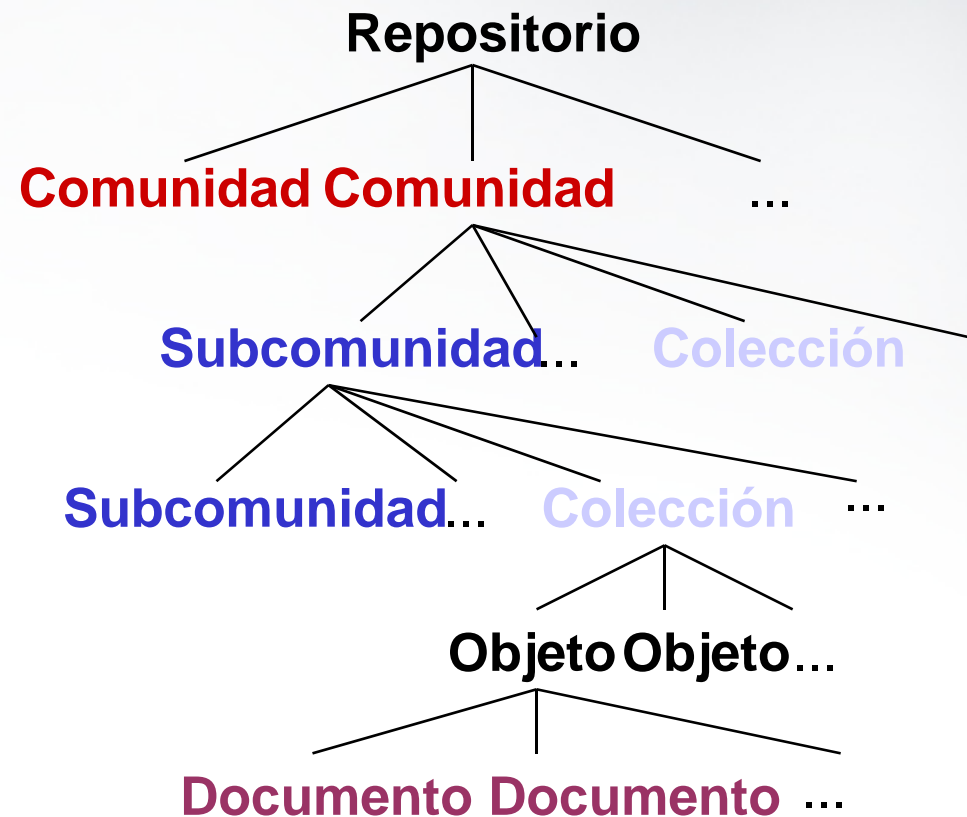 Repositorio
Comunidad Comunidad ...
Subcomunidad... Colección
Subcomunidad... Colección ...
Objeto Objeto...
Documento Documento ...